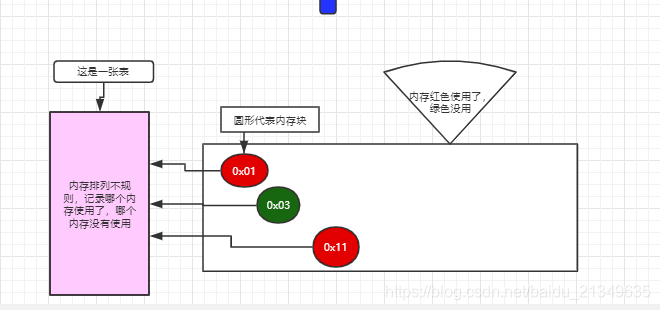 这是一张表
内存红色使用了，
绿色没用
圆形代表内存块
0x01
内存排列不规
则，记录哪个内
存使用了，哪个
内存没有使用
0x03
0x11
https://blog.csdn.net/baidu_21349635